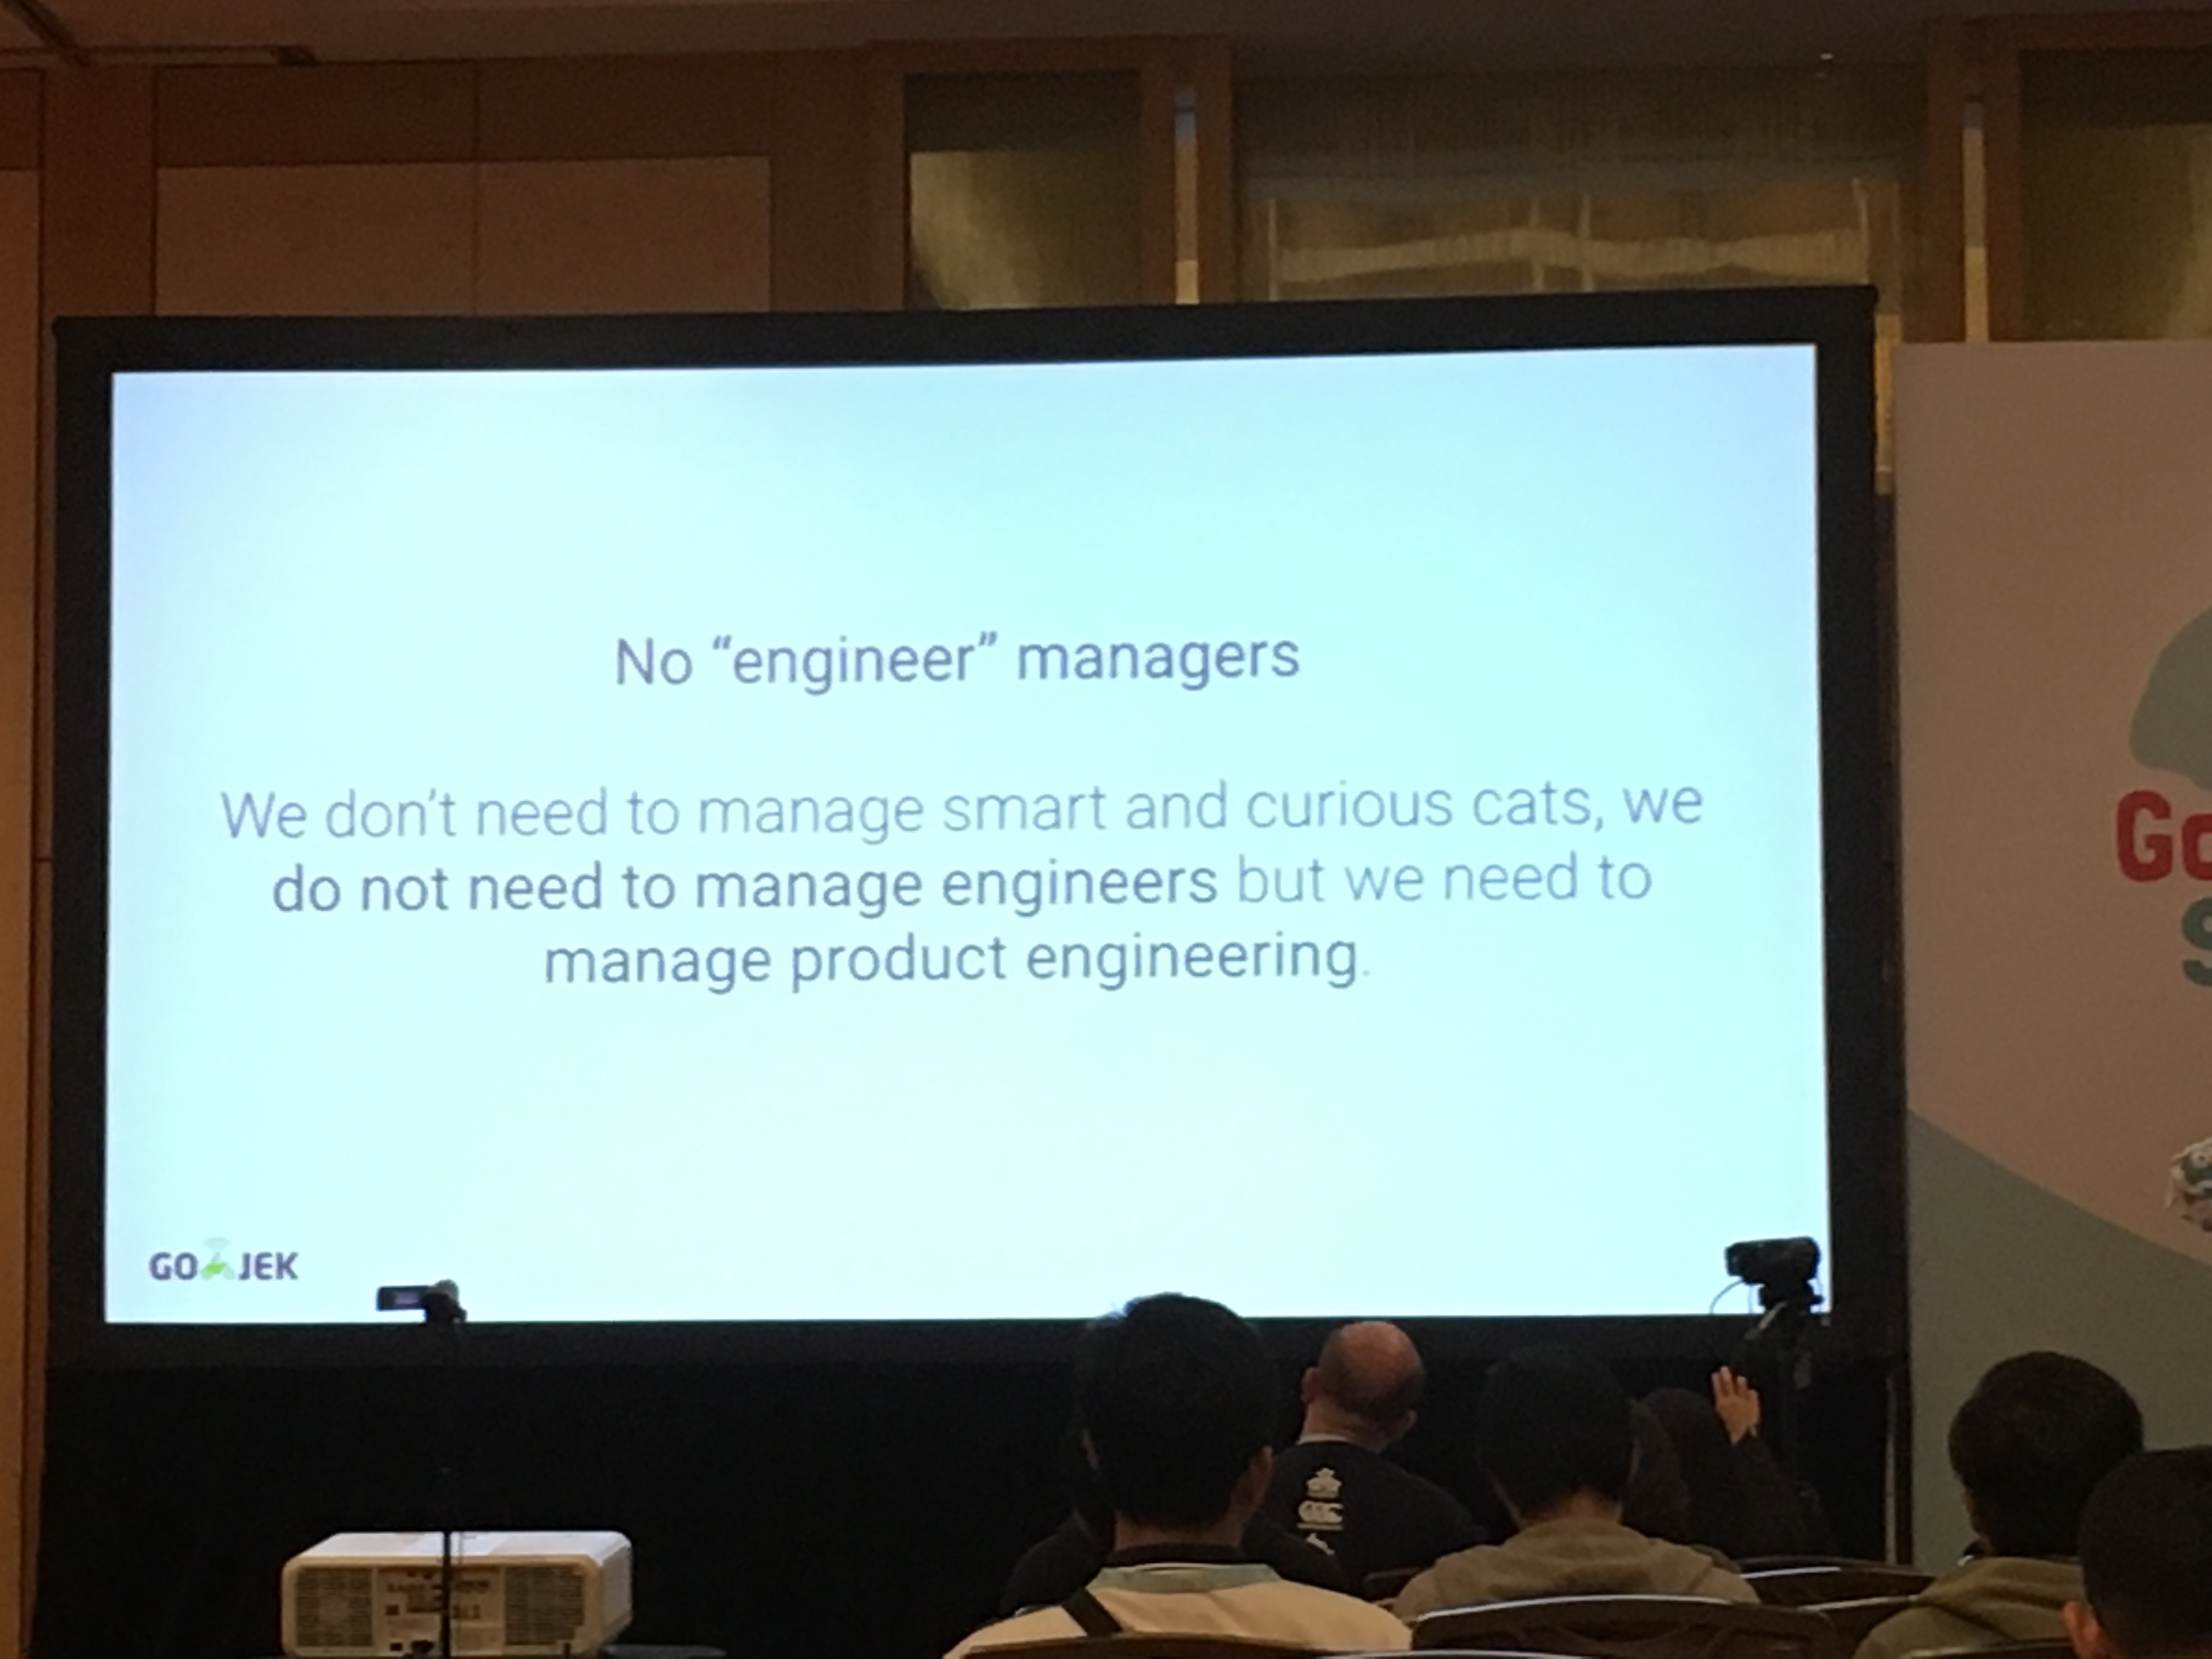 No “engineer” managers
We don't need to manage smart and curious cats, we
do not need to manage engineers but we need to
manage product engineering.
GO JEK
Go
S